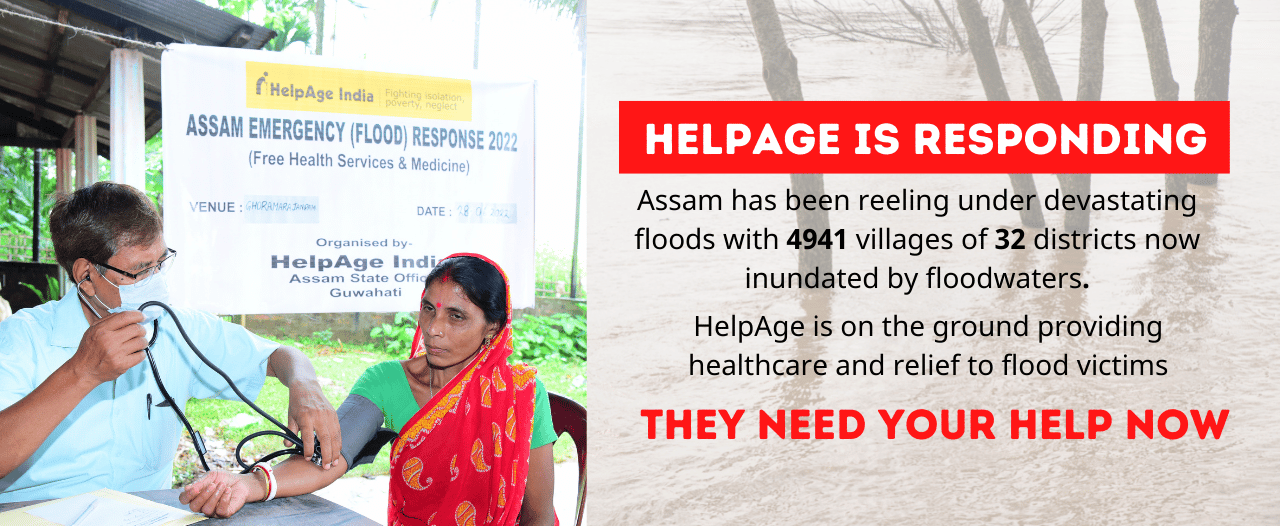 HelpAge India
Fighting isolation,
poverty, neglect
ASSAM EMERGENCY (FLOOD) RESPONSE 2022
(Free Health Services & Medicine)
VENUE :
DATE :
Organised by-
HelpAge Indi
Assam State Offic
Guwahati
HELPAGE IS RESPONDING
Assam has been reeling under devastating
floods with 4941 villages of 32 districts now
inundated by floodwaters.
HelpAge is on the ground providing
healthcare and relief to flood victims
THEY NEED YOUR HELP NOW